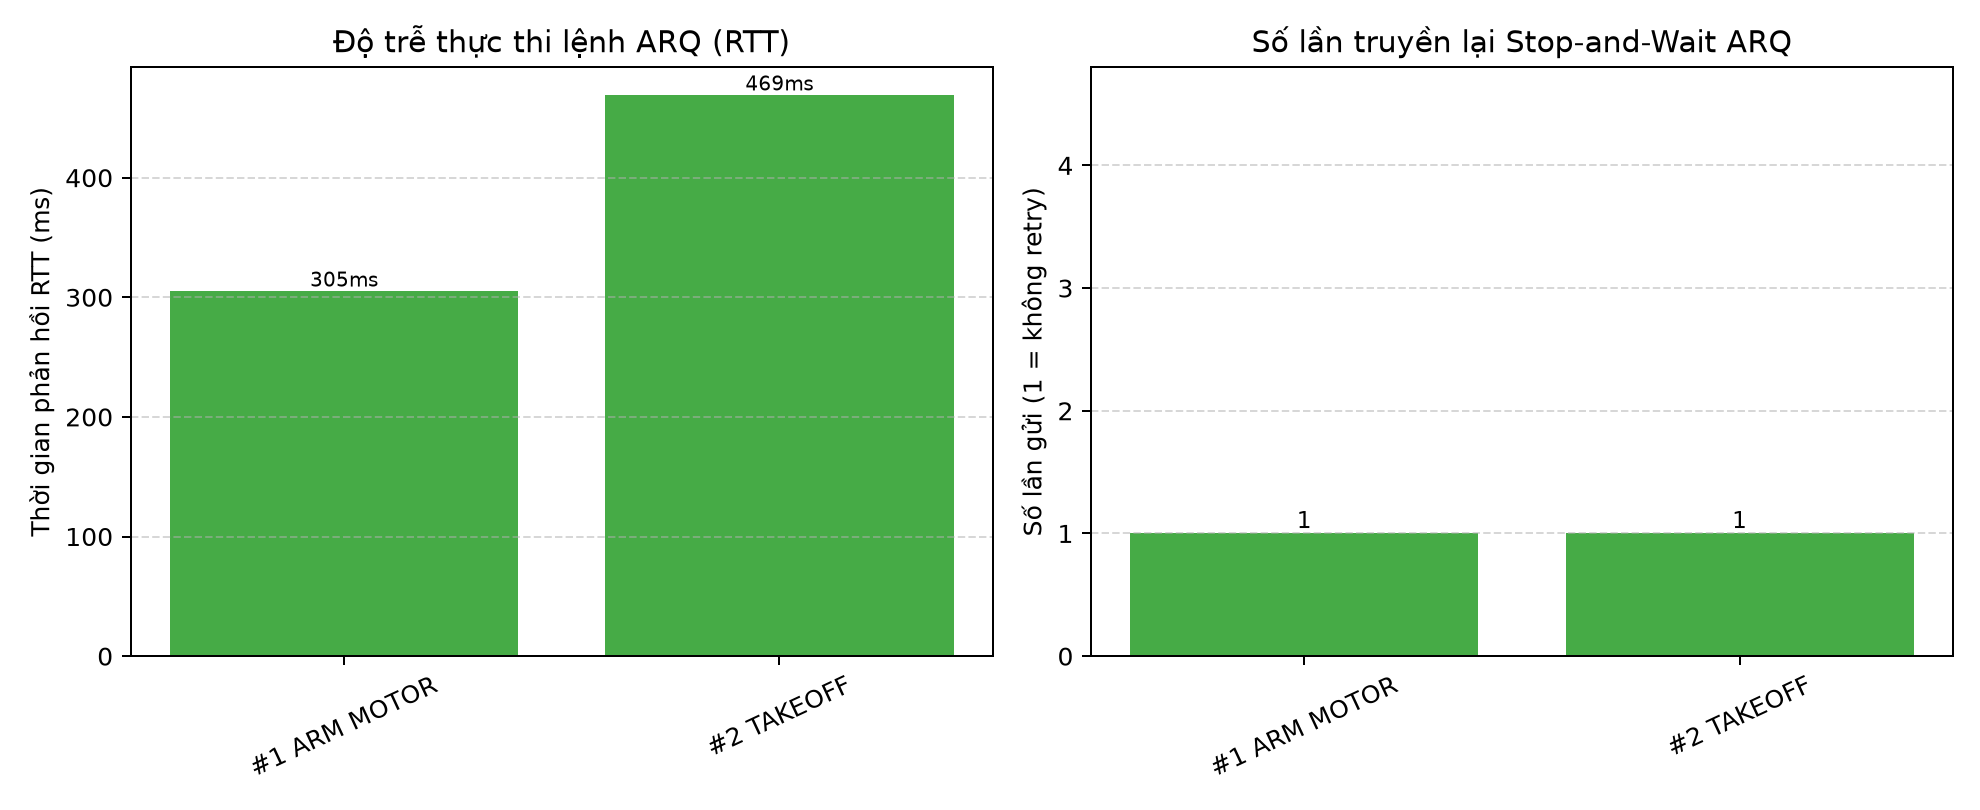 Độ trễ thực thi lệnh ARQ (RTT)
Thời gian phản hồi RTT (ms)
400
300
200
100
0
305ms
469ms
#1 ARM MOTOR
#2 TAKEOFF
Số lần truyền lại Stop-and-Wait ARQ
Số lần gửi (1 = không retry)
4
3
2
1
0
1
1
#1 ARM MOTOR
#2 TAKEOFF